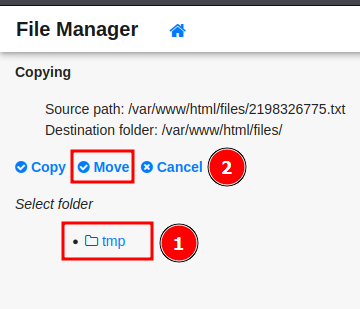 File Manager
Copying
Source path: /var/www/html/files/2198326775.txt
Destination folder: /var/www/html/files/
Copy Move Cancel 2
Select folder
tmp 1